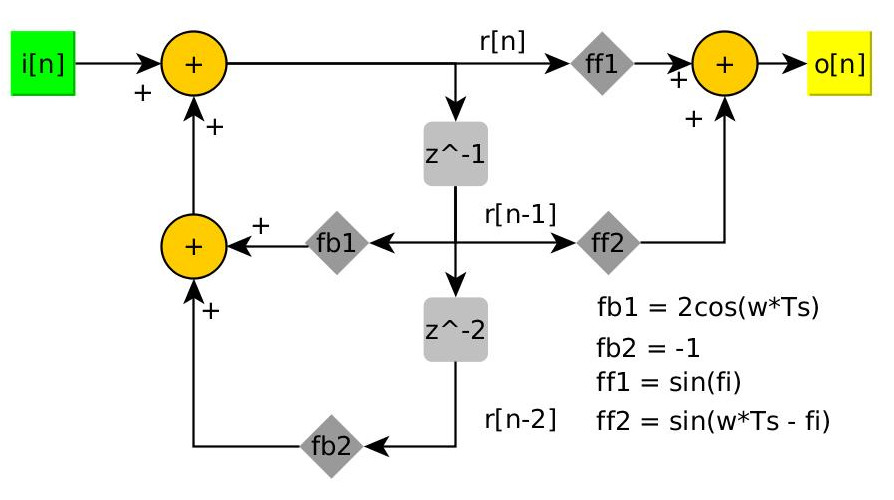 i[n]
+
r[n]
ff1
+
o[n]
+
+
+
+
z^-1
r[n-1]
+
+
fb1
ff2
z^-2
+
fb1 = 2cos(w*Ts)
fb2 = -1
ff1 = sin(fi)
ff2 = sin(w*Ts - fi)
r[n-2]
fb2